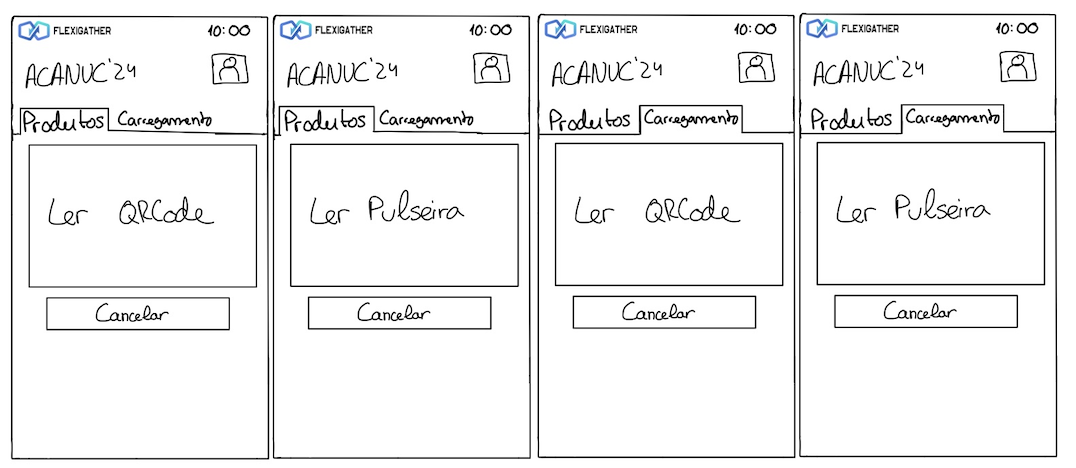 FLEXIGATHER 10:00
ACANUC'24
Produtos Carregamento
Ler QRCode
Cancelar
FLEXIGATHER 10:00
ACANUC'24
Produtos Carregamento
Ler Pulseira
Cancelar
FLEXIGATHER 10:00
ACANUC'24
Produtos Carregamento
Ler QRCode
Cancelar
FLEXIGATHER 10:00
ACANUC'24
Produtos Carregamento
Ler Pulseira
Cancelar